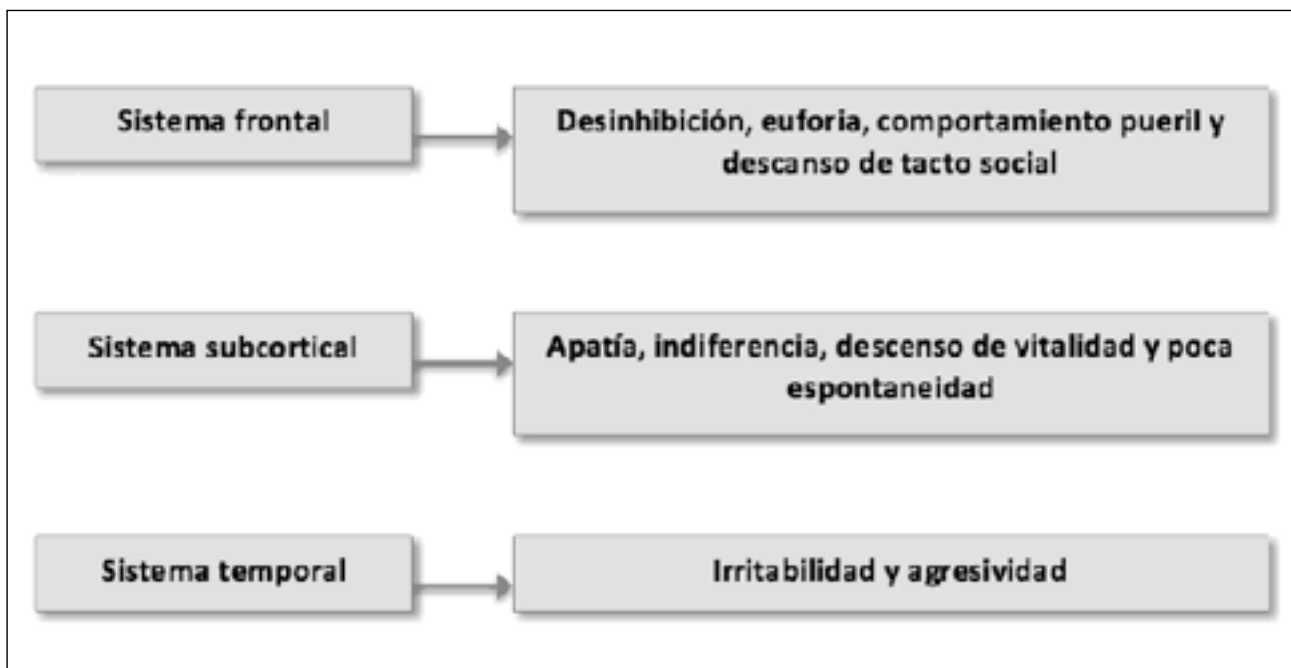 Sistema frontal
Desinhibición, euforia, comportamiento pueril y
descanso de tacto social
Sistema subcortical
Apatía, indiferencia, descenso de vitalidad y poca
espontaneidad
Sistema temporal
Irritabilidad y agresividad